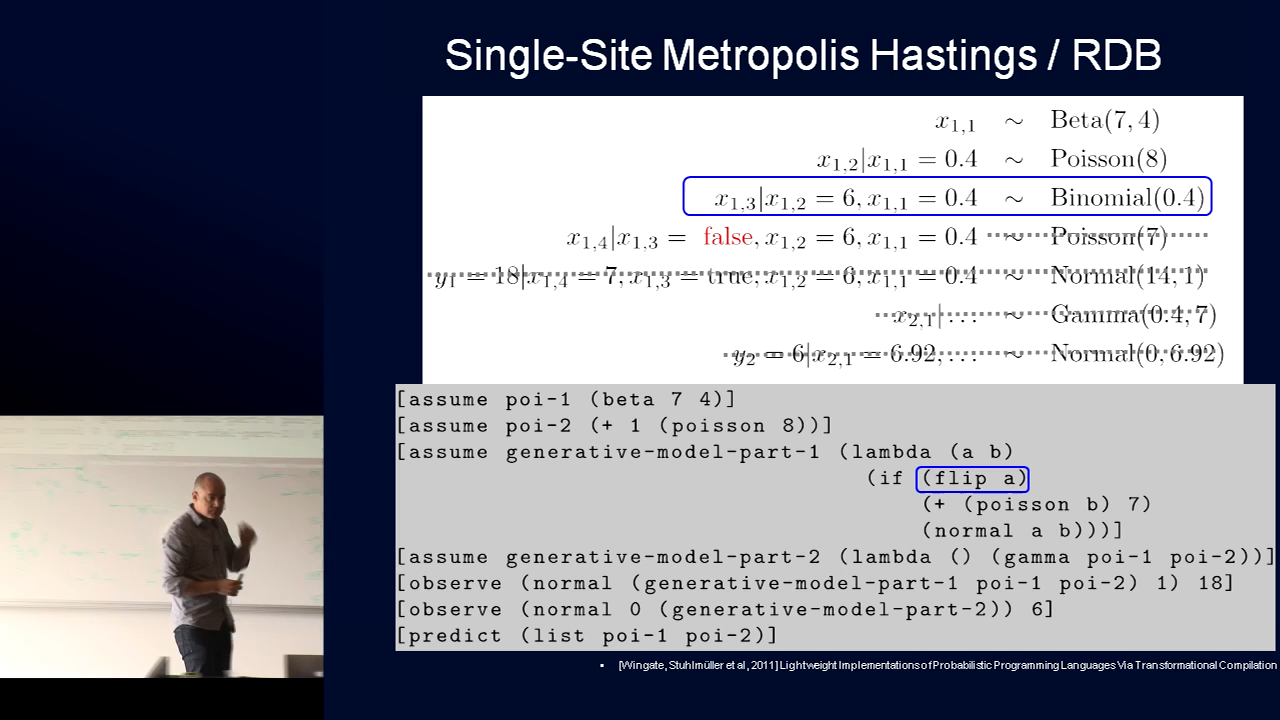 Single-Site Metropolis Hastings / RDB
x1,1 ∼ Beta(7, 4)
x1,2|x1,1 = 0.4 ∼ Poisson(8)
x1,3|x1,2 = 6, x1,1 = 0.4 ∼ Binomial(0.4)
x1,4|x1,3 = false, x1,2 = 6, x1,1 = 0.4 ∼ Poisson(7)
y1 = 18|x1,4 = 7, x1,3 = true, x1,2 = 6, x1,1 = 0.4 ∼ Normal(14, 1)
x2,1| . . . ∼ Gamma(0.4, 7)
y2 = 6|x2,1 = 6.92, . . . ∼ Normal(0, 6.92)
[assume poi-1 (beta 7 4)]
[assume poi-2 (+ 1 (poisson 8))]
[assume generative-model-part-1 (lambda (a b)
(if (flip a)
(+ (poisson b) 7)
(normal a b)))]
[assume generative-model-part-2 (lambda () (gamma poi-1 poi-2))]
[observe (normal (generative-model-part-1 poi-1 poi-2) 1) 18]
[observe (normal 0 (generative-model-part-2)) 6]
[predict (list poi-1 poi-2)]
• [Wingate, Stuhlmüller et al, 2011] Lightweight Implementations of Probabilistic Programming Languages Via Transformational Compilation